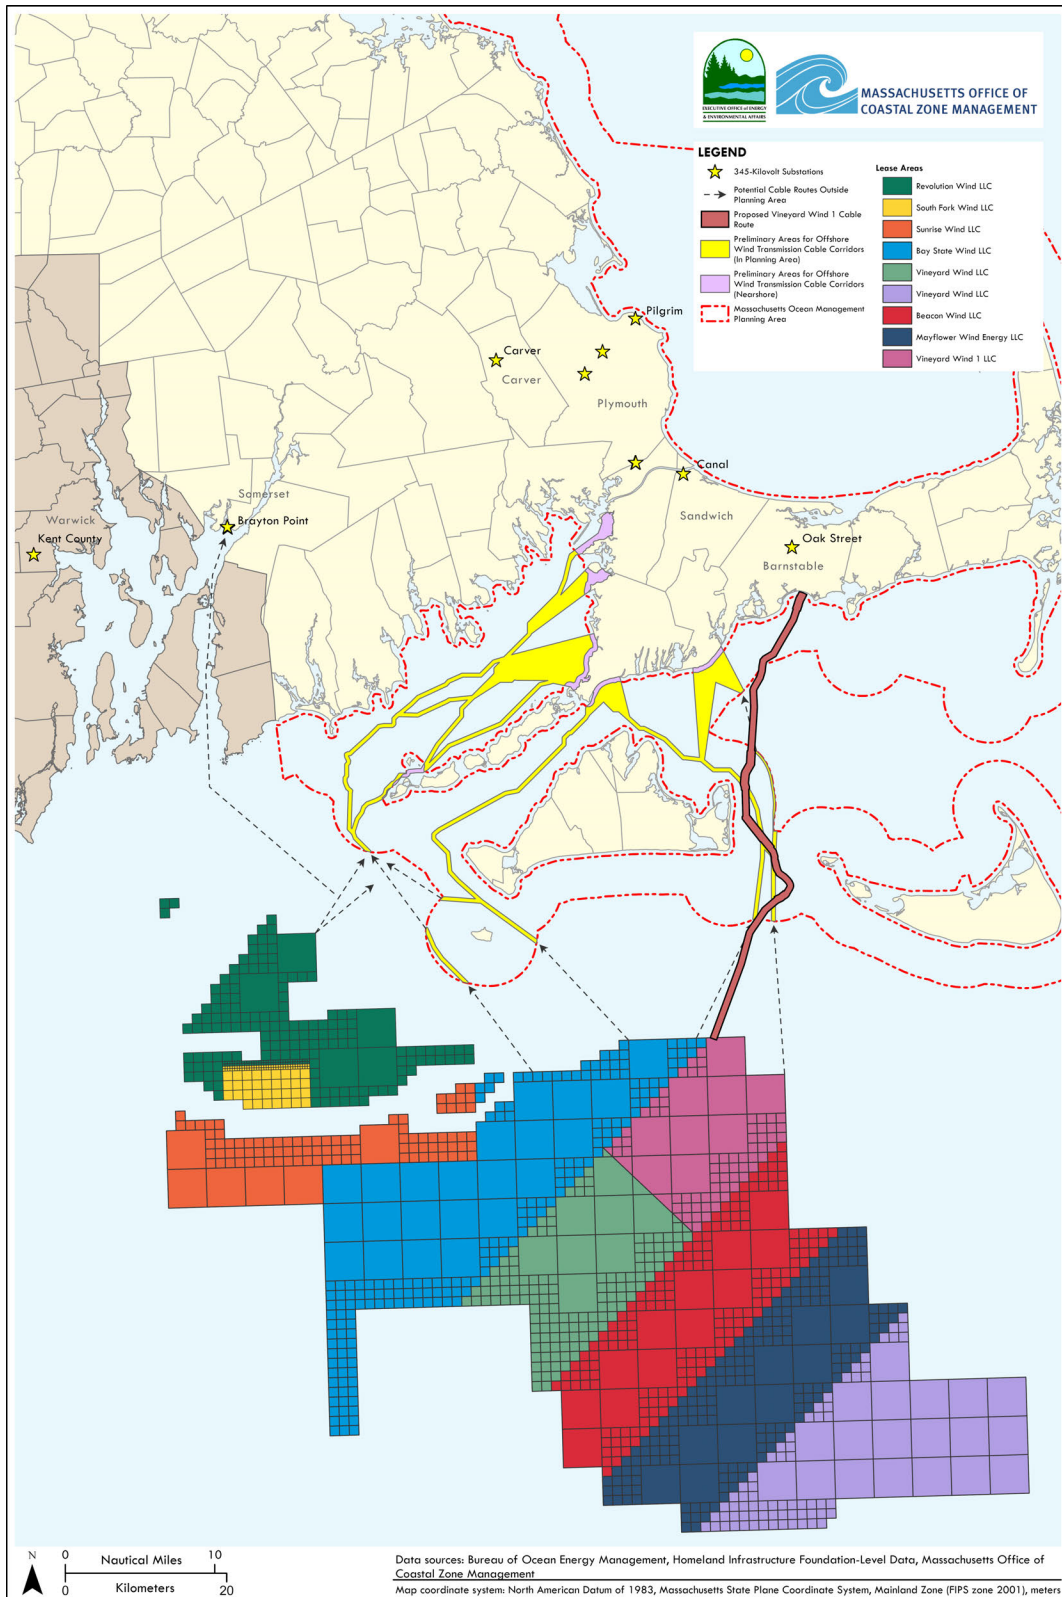 EXECUTIVE OFFICE of ENERGY
& ENVIRONMENTAL AFFAIRS
MASSACHUSETTS OFFICE OF
COASTAL ZONE MANAGEMENT
LEGEND
345-Kilovolt Substations
Potential Cable Routes Outside
Planning Area
Proposed Vineyard Wind 1 Cable
Route
Preliminary Areas for Offshore
Wind Transmission Cable Corridors
(In Planning Area)
Preliminary Areas for Offshore
Wind Transmission Cable Corridors
(Nearshore)
Massachusetts Ocean Management
Planning Area
Lease Areas
Revolution Wind LLC
South Fork Wind LLC
Sunrise Wind LLC
Bay State Wind LLC
Vineyard Wind LLC
Vineyard Wind LLC
Beacon Wind LLC
Mayflower Wind Energy LLC
Vineyard Wind 1 LLC
Pilgrim
Carver
Carver
Plymouth
Canal
Somerset
Sandwich
Warwick
Brayton Point
Kent County
Oak Street
Barnstable
N
0 Nautical Miles 10
Kilometers
0 20
Data sources: Bureau of Ocean Energy Management, Homeland Infrastructure Foundation-Level Data, Massachusetts Office of
Coastal Zone Management
Map coordinate system: North American Datum of 1983, Massachusetts State Plane Coordinate System, Mainland Zone (FIPS zone 2001), meters